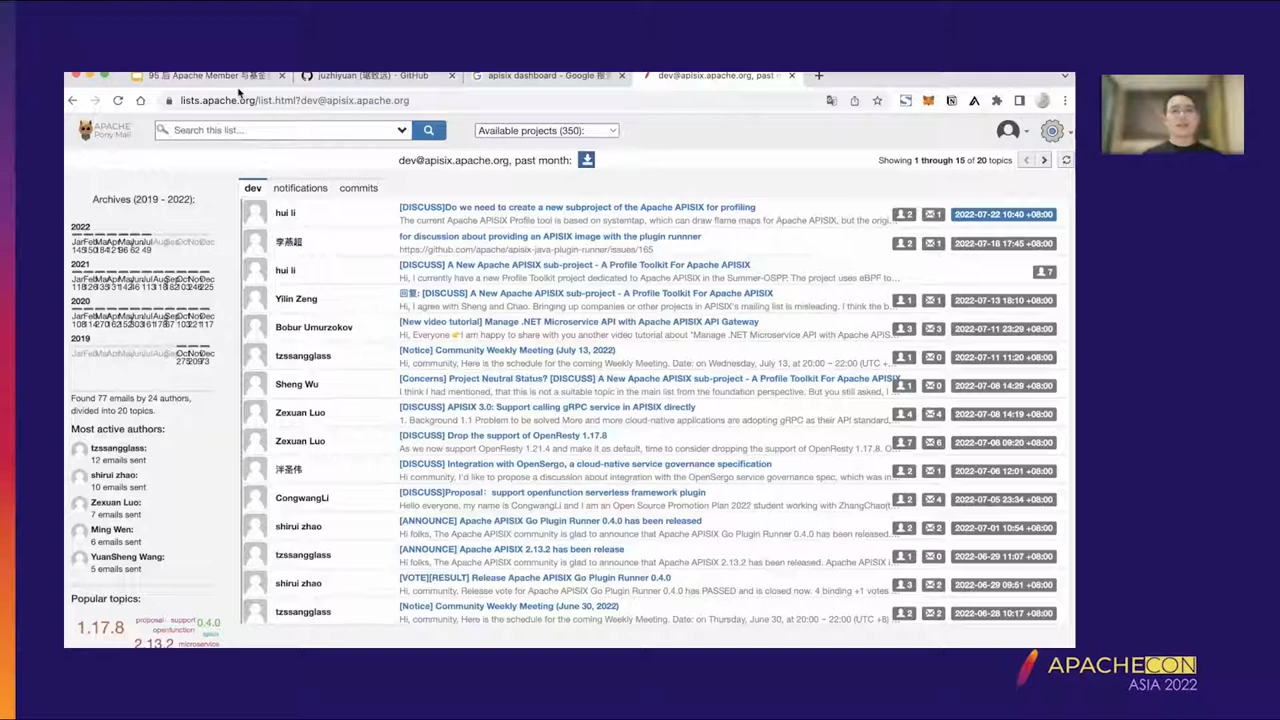 95 后 Apache Member 与基金
juzhiyuan (琚致远) · GitHub
apisix dashboard - Google 搜
dev@apisix.apache.org, past m
lists.apache.org/list.html?dev@apisix.apache.org
APACHE
Pony Mail
Search this list...
Available projects (350):
dev@apisix.apache.org, past month:
Showing 1 through 15 of 20 topics
Archives (2019 - 2022):
dev
notifications
commits
2022
2021
2020
2019
Found 77 emails by 24 authors,
divided into 20 topics.
Most active authors:
tzssangglass:
12 emails sent
shirui zhao:
10 emails sent
Zexuan Luo:
7 emails sent
Ming Wen:
6 emails sent
YuanSheng Wang:
5 emails sent
Popular topics:
1.17.8
proposal support
openfunction
0.4.0
apisix
2.13.2
microservice
hui li
[DISCUSS]Do we need to create a new subproject of the Apache APISIX for profiling
The current Apache APISIX Profile tool is based on systemtap, which can draw flame maps for Apache APISIX, but the origi...
2 1 2022-07-22 10:40 +08:00
李燕超
for discussion about providing an APISIX image with the plugin runnner
https://github.com/apache/apisix-java-plugin-runner/issues/165
2 1 2022-07-18 17:45 +08:00
hui li
[DISCUSS] A New Apache APISIX sub-project - A Profile Toolkit For Apache APISIX
Hi, I currently have a new Profile Toolkit project dedicated to Apache APISIX in the Summer-OSPP. The project uses eBPF to...
7
Yilin Zeng
回复: [DISCUSS] A New Apache APISIX sub-project - A Profile Toolkit For Apache APISIX
Hi, I agree with Sheng and Chao. Bringing up companies or other projects in APISIX's mailing list is misleading. I think the b...
1 1 2022-07-13 18:10 +08:00
Bobur Umurzokov
[New video tutorial] Manage .NET Microservice API with Apache APISIX API Gateway
Hi, Everyone 👉I am happy to share with you another video tutorial about "Manage .NET Microservice API with Apache APIS...
3 3 2022-07-11 23:29 +08:00
tzssangglass
[Notice] Community Weekly Meeting (July 13, 2022)
Hi, community, Here is the schedule for the coming Weekly Meeting. Date: on Wednesday, July 13, at 20:00 ~ 22:00 (UTC +...
1 0 2022-07-11 11:20 +08:00
Sheng Wu
[Concerns] Project Neutral Status? [DISCUSS] A New Apache APISIX sub-project - A Profile Toolkit For Apache APISIX
I think I had mentioned, that this is not a suitable topic in the main list from the foundation perspective. But you still asked, I ...
1 0 2022-07-08 14:29 +08:00
Zexuan Luo
[DISCUSS] APISIX 3.0: Support calling gRPC service in APISIX directly
1. Background 1.1 Problem to be solved More and more cloud-native applications are adopting gRPC as their API standard,...
4 4 2022-07-08 14:19 +08:00
Zexuan Luo
[DISCUSS] Drop the support of OpenResty 1.17.8
As we now support OpenResty 1.21.4 and make it as default, time to consider dropping the support of OpenResty 1.17.8. O...
7 6 2022-07-08 09:20 +08:00
[DISCUSS] Integration with OpenSergo, a cloud-native service governance specification
Hi community, I'd like to propose a discussion about integration with OpenSergo service governance spec, which was in...
2 1 2022-07-06 12:01 +08:00
CongwangLi
[DISCUSS]Proposal：support openfunction serverless framework plugin
Hello everyone, my name is CongwangLi and I am an Open Source Promotion Plan 2022 student working with ZhangChao(t...
2 4 2022-07-05 23:34 +08:00
shirui zhao
[ANNOUNCE] Apache APISIX Go Plugin Runner 0.4.0 has been released
Hi folks, The Apache APISIX community is glad to announce that Apache APISIX Go Plugin Runner 0.4.0 has been released...
2 2 2022-07-01 10:54 +08:00
tzssangglass
[ANNOUNCE] Apache APISIX 2.13.2 has been release
Hi folks, The Apache APISIX community is glad to announce that Apache APISIX 2.13.2 has been released...
1 0 2022-06-29 11:07 +08:00
shirui zhao
[VOTE][RESULT] Release Apache APISIX Go Plugin Runner 0.4.0
Hi, community, Release vote for Apache APISIX Go Plugin Runner 0.4.0 has PASSED and is closed now. 4 binding +1 votes ...
3 2 2022-06-29 09:51 +08:00
tzssangglass
[Notice] Community Weekly Meeting (June 30, 2022)
Hi, community, Here is the schedule for the coming Weekly Meeting. Date: on Thursday, June 30, at 20:00 ~ 22:00 (UTC +8)
2 2 2022-06-28 10:17 +08:00
APACHECON
ASIA 2022